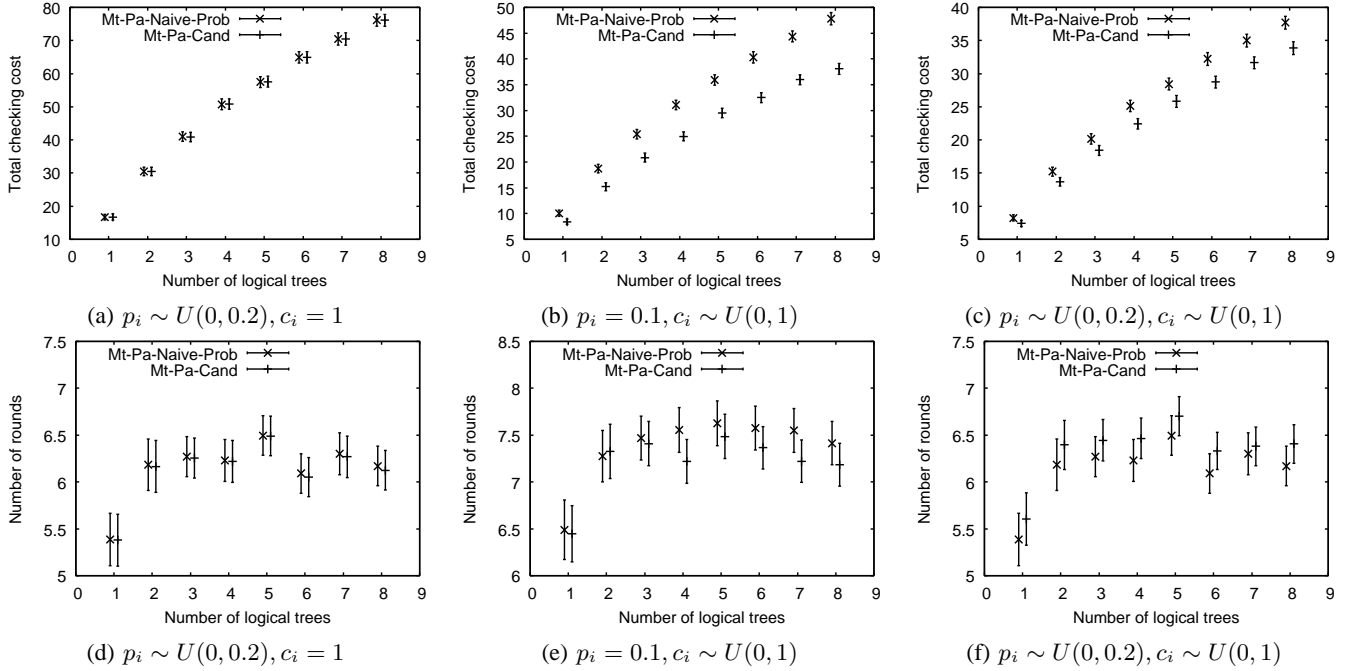 Mt-Pa-Naive-Prob
Mt-Pa-Cand
Total checking cost
80
70
60
50
40
30
20
10
0 1 2 3 4 5 6 7 8 9
Number of logical trees
(a) p_i ∼ U(0, 0.2), c_i = 1
Mt-Pa-Naive-Prob
Mt-Pa-Cand
Total checking cost
50
45
40
35
30
25
20
15
10
5
0 1 2 3 4 5 6 7 8 9
Number of logical trees
(b) p_i = 0.1, c_i ∼ U(0, 1)
Mt-Pa-Naive-Prob
Mt-Pa-Cand
Total checking cost
40
35
30
25
20
15
10
5
0 1 2 3 4 5 6 7 8 9
Number of logical trees
(c) p_i ∼ U(0, 0.2), c_i ∼ U(0, 1)
Mt-Pa-Naive-Prob
Mt-Pa-Cand
Number of rounds
7.5
7
6.5
6
5.5
5
0 1 2 3 4 5 6 7 8 9
Number of logical trees
(d) p_i ∼ U(0, 0.2), c_i = 1
Mt-Pa-Naive-Prob
Mt-Pa-Cand
Number of rounds
8.5
8
7.5
7
6.5
6
0 1 2 3 4 5 6 7 8 9
Number of logical trees
(e) p_i = 0.1, c_i ∼ U(0, 1)
Mt-Pa-Naive-Prob
Mt-Pa-Cand
Number of rounds
7.5
7
6.5
6
5.5
5
0 1 2 3 4 5 6 7 8 9
Number of logical trees
(f) p_i ∼ U(0, 0.2), c_i ∼ U(0, 1)